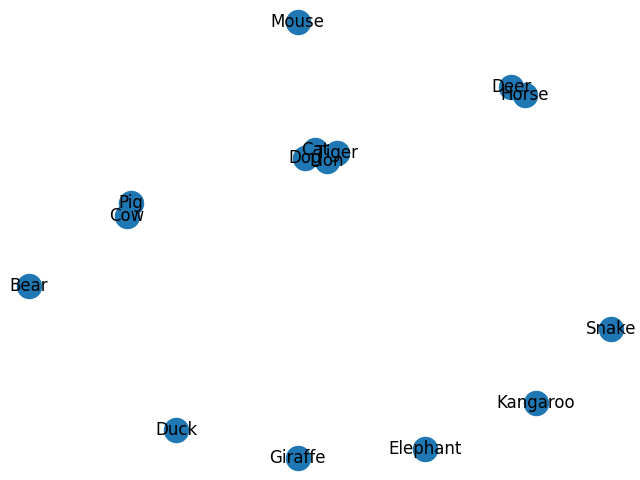 Mouse
Deer
Horse
Cat
Tiger
Dog
Lion
Pig
Cow
Bear
Snake
Kangaroo
Duck
Elephant
Giraffe